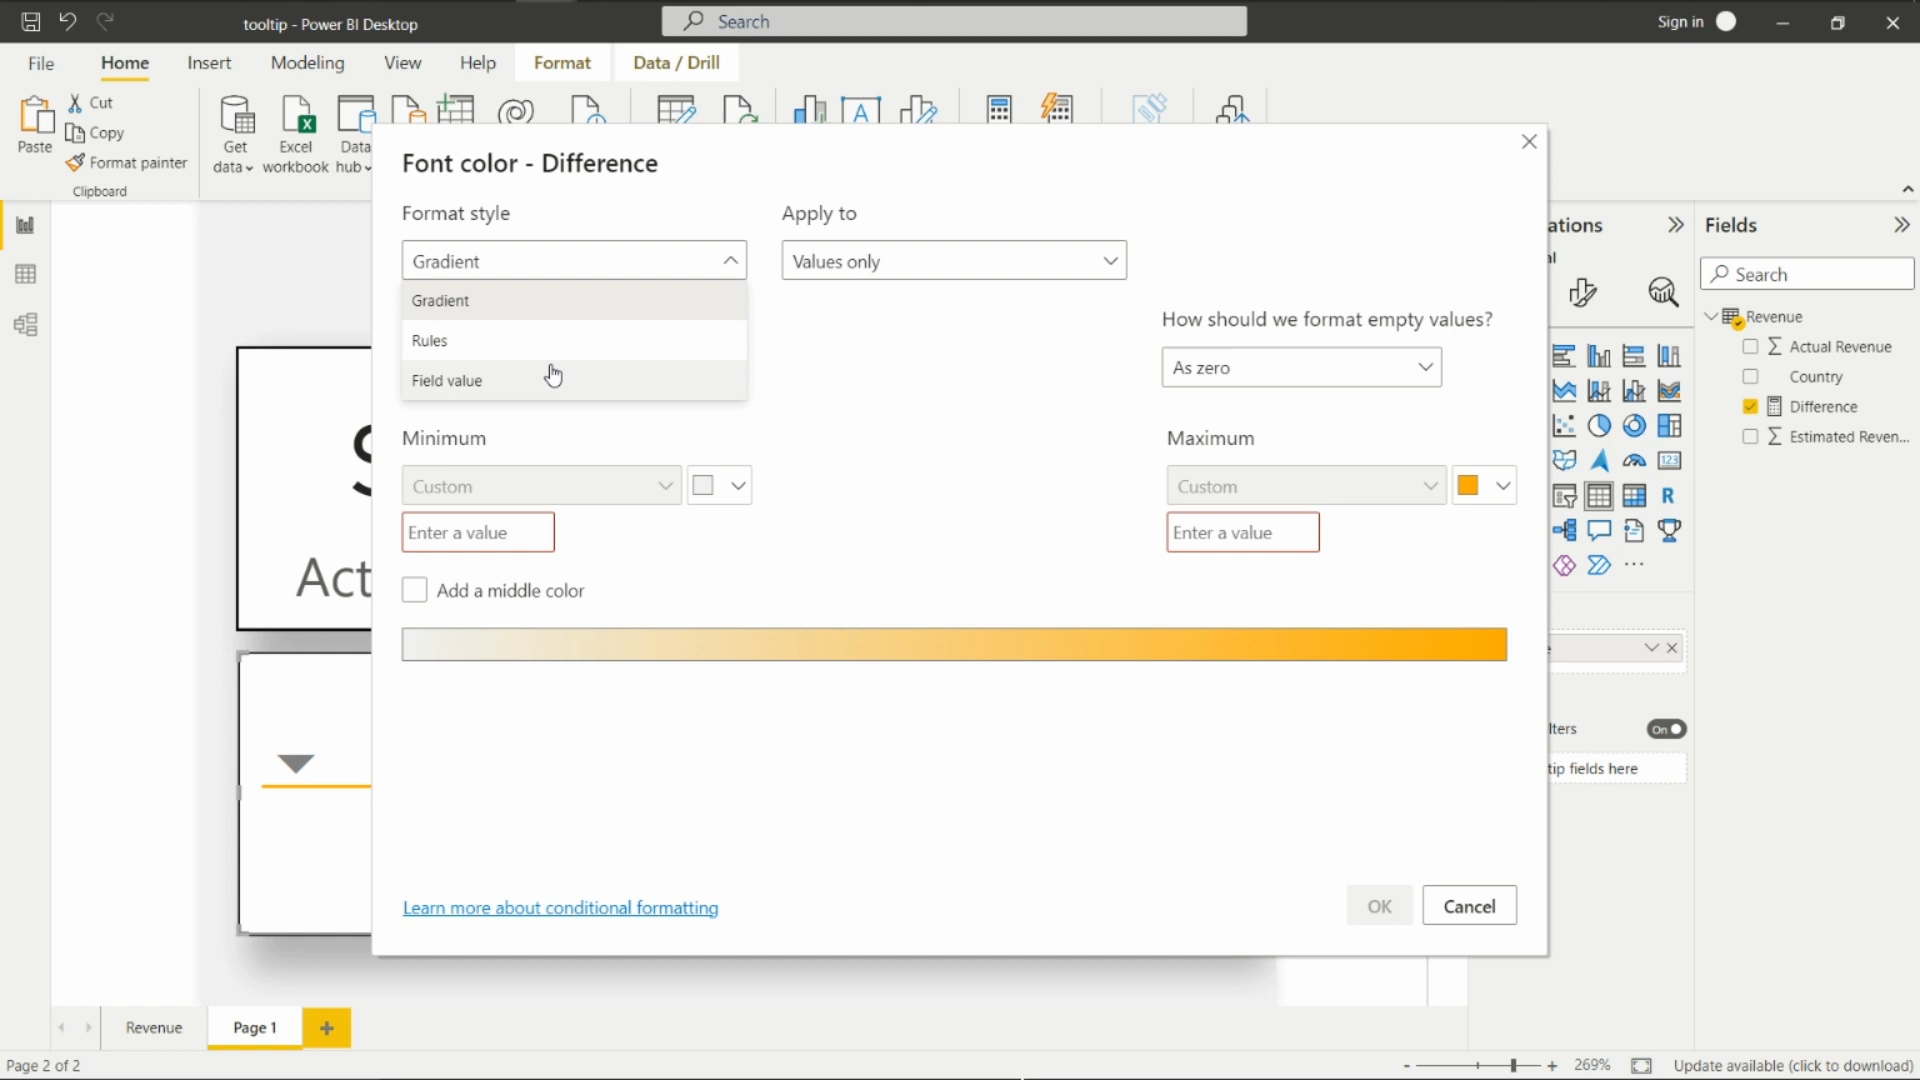 tooltip - Power BI Desktop
Search
Sign in
File
Home
Insert
Modeling
View
Help
Format
Data / Drill
Paste
Cut
Copy
Format painter
Clipboard
Get
data
Excel
workbook
Data
hub
Font color - Difference
Format style
Apply to
Gradient
Values only
Gradient
Rules
Field value
How should we format empty values?
As zero
Minimum
Maximum
Custom
Custom
Enter a value
Enter a value
Add a middle color
Learn more about conditional formatting
OK
Cancel
S
Act
ations
Fields
al
Search
Revenue
Actual Revenue
Country
Difference
Estimated Reven...
123
R
...
e
lters
On
tip fields here
Revenue
Page 1
+
Page 2 of 2
- + 269%
Update available (click to download)